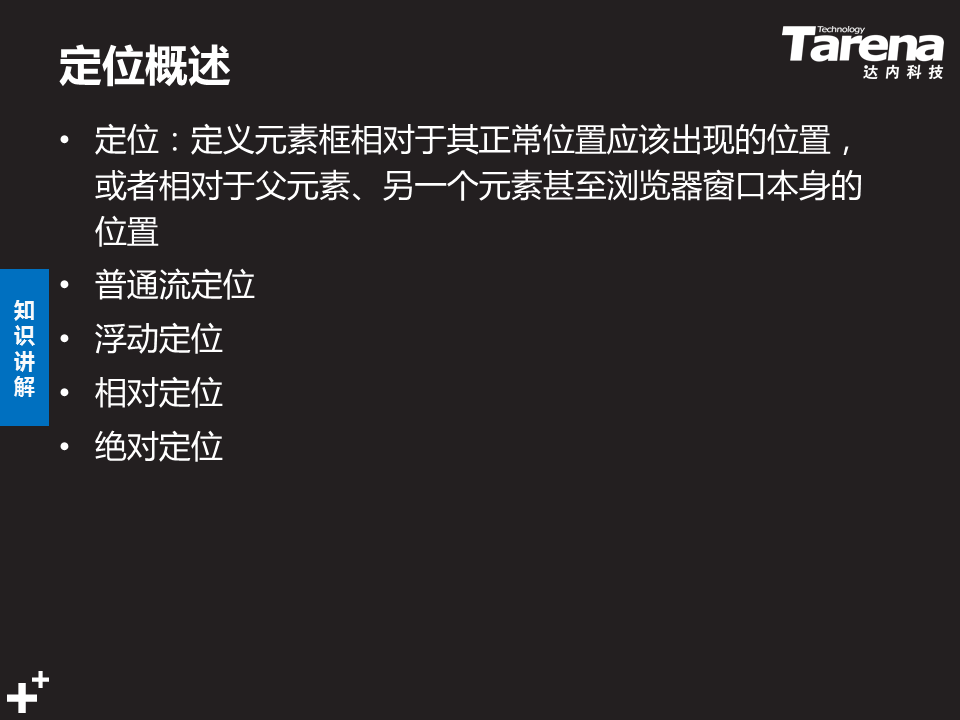 定位概述
Technology
Tarena
达内科技
• 定位：定义元素框相对于其正常位置应该出现的位置，
或者相对于父元素、另一个元素甚至浏览器窗口本身的
位置
• 普通流定位
• 浮动定位
• 相对定位
• 绝对定位
知
识
讲
解